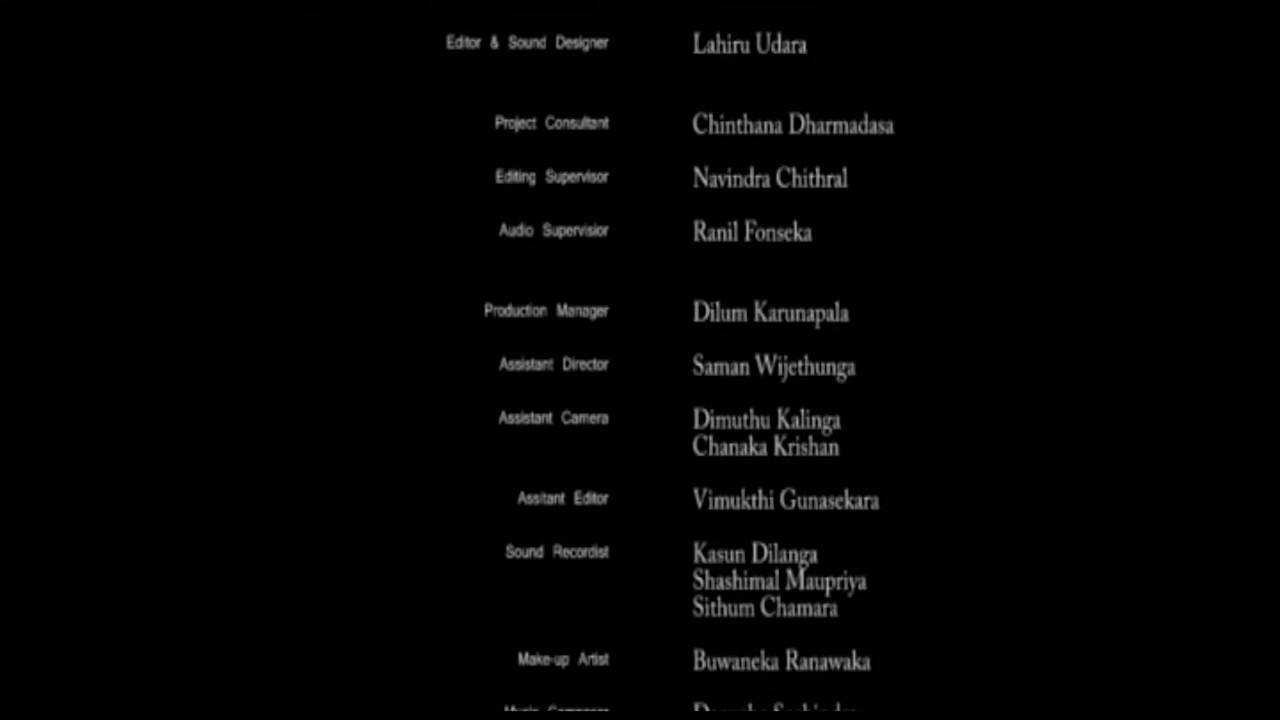 Editor & Sound Designer Lahiru Udara
Project Consultant Chinthana Dharmadasa
Editing Supervisor Navindra Chithral
Audio Supervisior Ranil Fonseka
Production Manager Dilum Karunapala
Assistant Director Saman Wijethunga
Assistant Camera Dimuthu Kalinga
Chanaka Krishan
Assitant Editor Vimukthi Gunasekara
Sound Recordist Kasun Dilanga
Shashimal Maupriya
Sithum Chamara
Make-up Artist Buwaneka Ranawaka